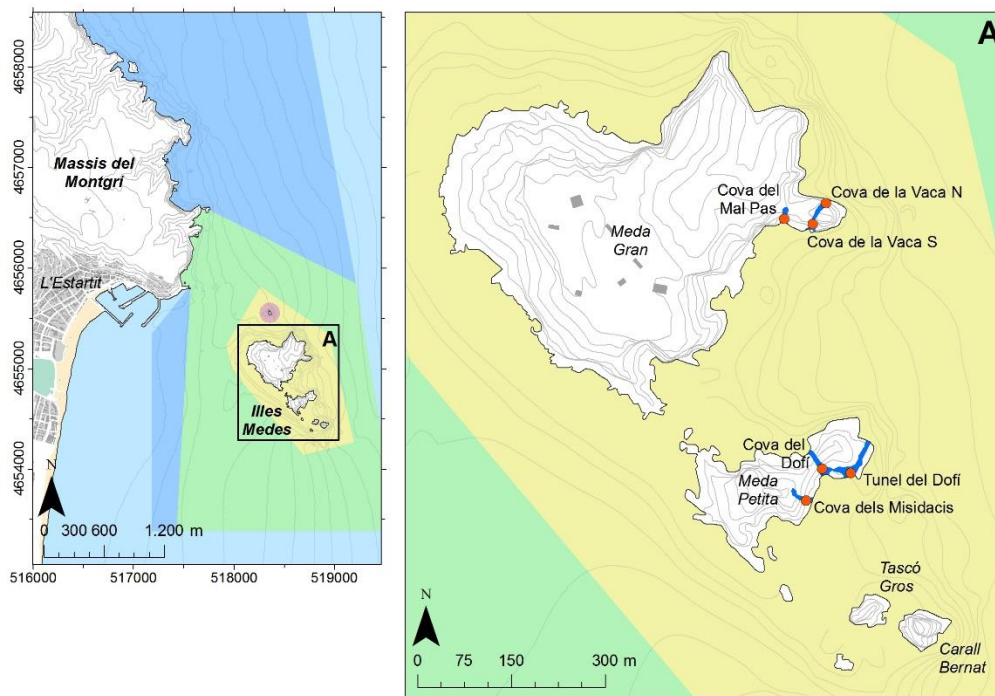 4658000
4657000
4656000
4655000
4654000
Massis del
Montgrí
L'Estartit
A
Illes
Medes
N
0 300 600 1.200 m
516000 517000 518000 519000
A
Cova del
Mal Pas
Cova de la Vaca N
Cova de la Vaca S
Meda
Gran
Cova del
Dofí
Meda
Petita
Tunel del Dofí
Cova dels Misidacis
Tascó
Gros
Carall
Bernat
N
0 75 150 300 m